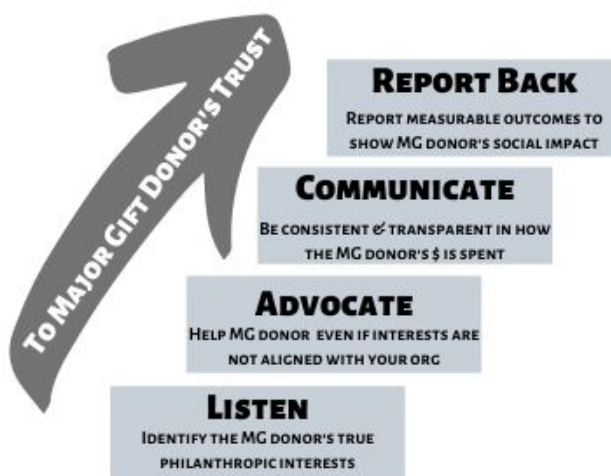 To Major Gift Donor's Trust
Report Back
Report measurable outcomes to
show MG donor's social impact
Communicate
Be consistent & transparent in how
the MG donor's $ is spent
Advocate
Help MG donor even if interests are
not aligned with your org
Listen
Identify the MG donor's true
philanthropic interests